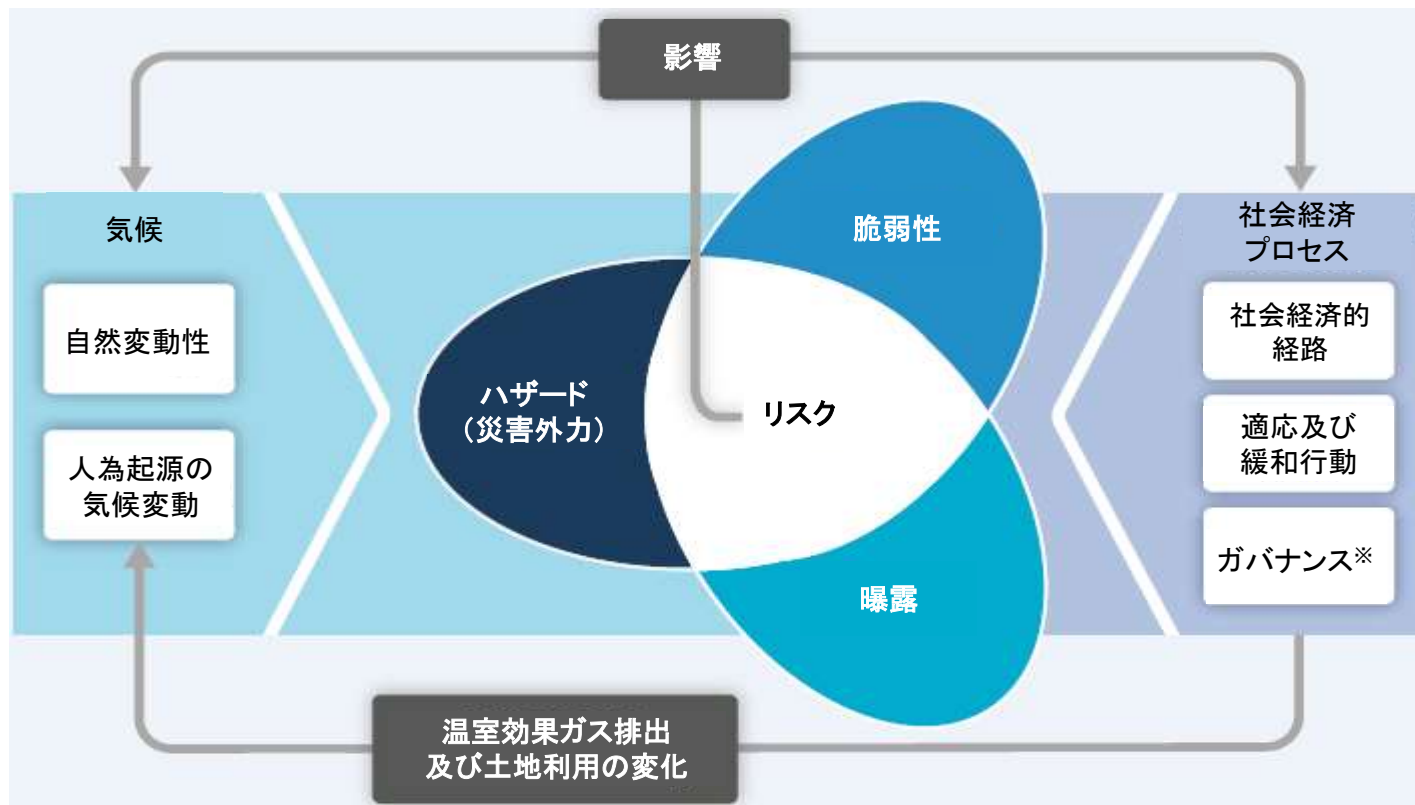 影響
気候
自然変動性
人為起源の
気候変動
ハザード
（災害外力）
脆弱性
リスク
曝露
社会経済
プロセス
社会経済的
経路
適応及び
緩和行動
ガバナンス※
温室効果ガス排出
及び土地利用の変化